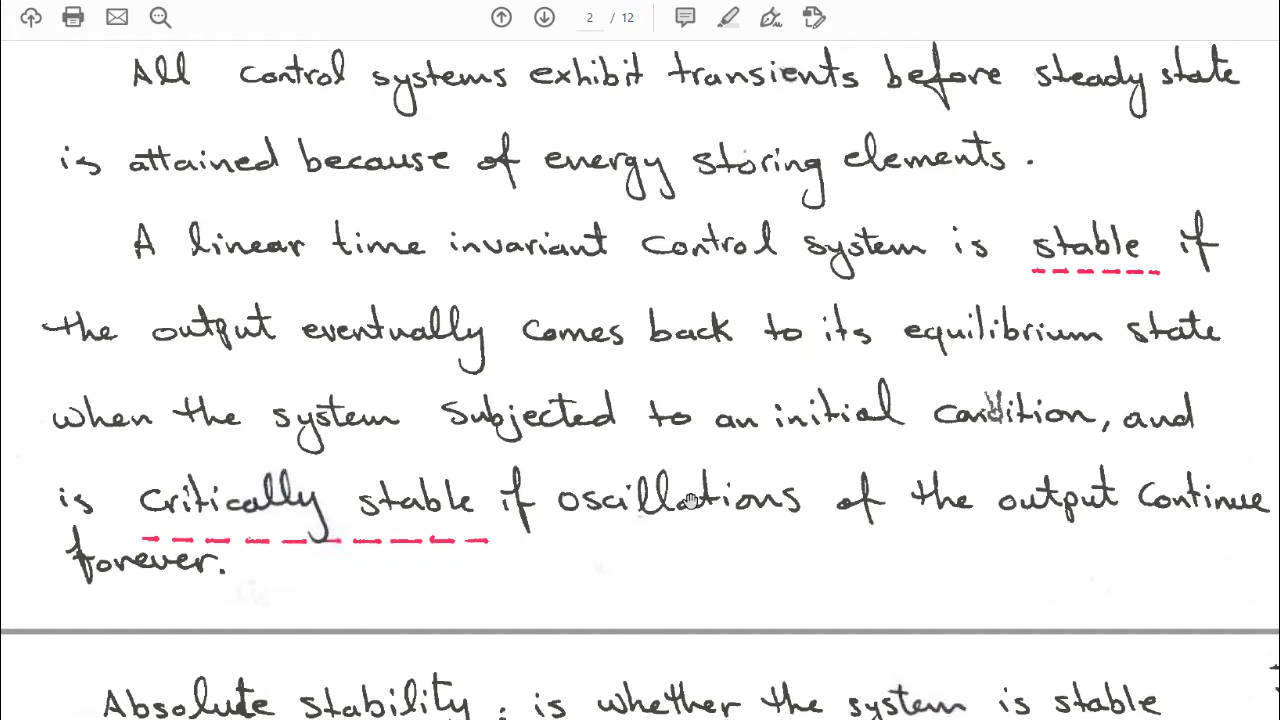 2 / 12
All control systems exhibit transients before steady state
is attained because of energy storing elements.
A linear time invariant control system is stable if
the output eventually comes back to its equilibrium state
when the system subjected to an initial condition, and
is critically stable if oscillations of the output continue
forever.
Absolute stability : is whether the system is stable